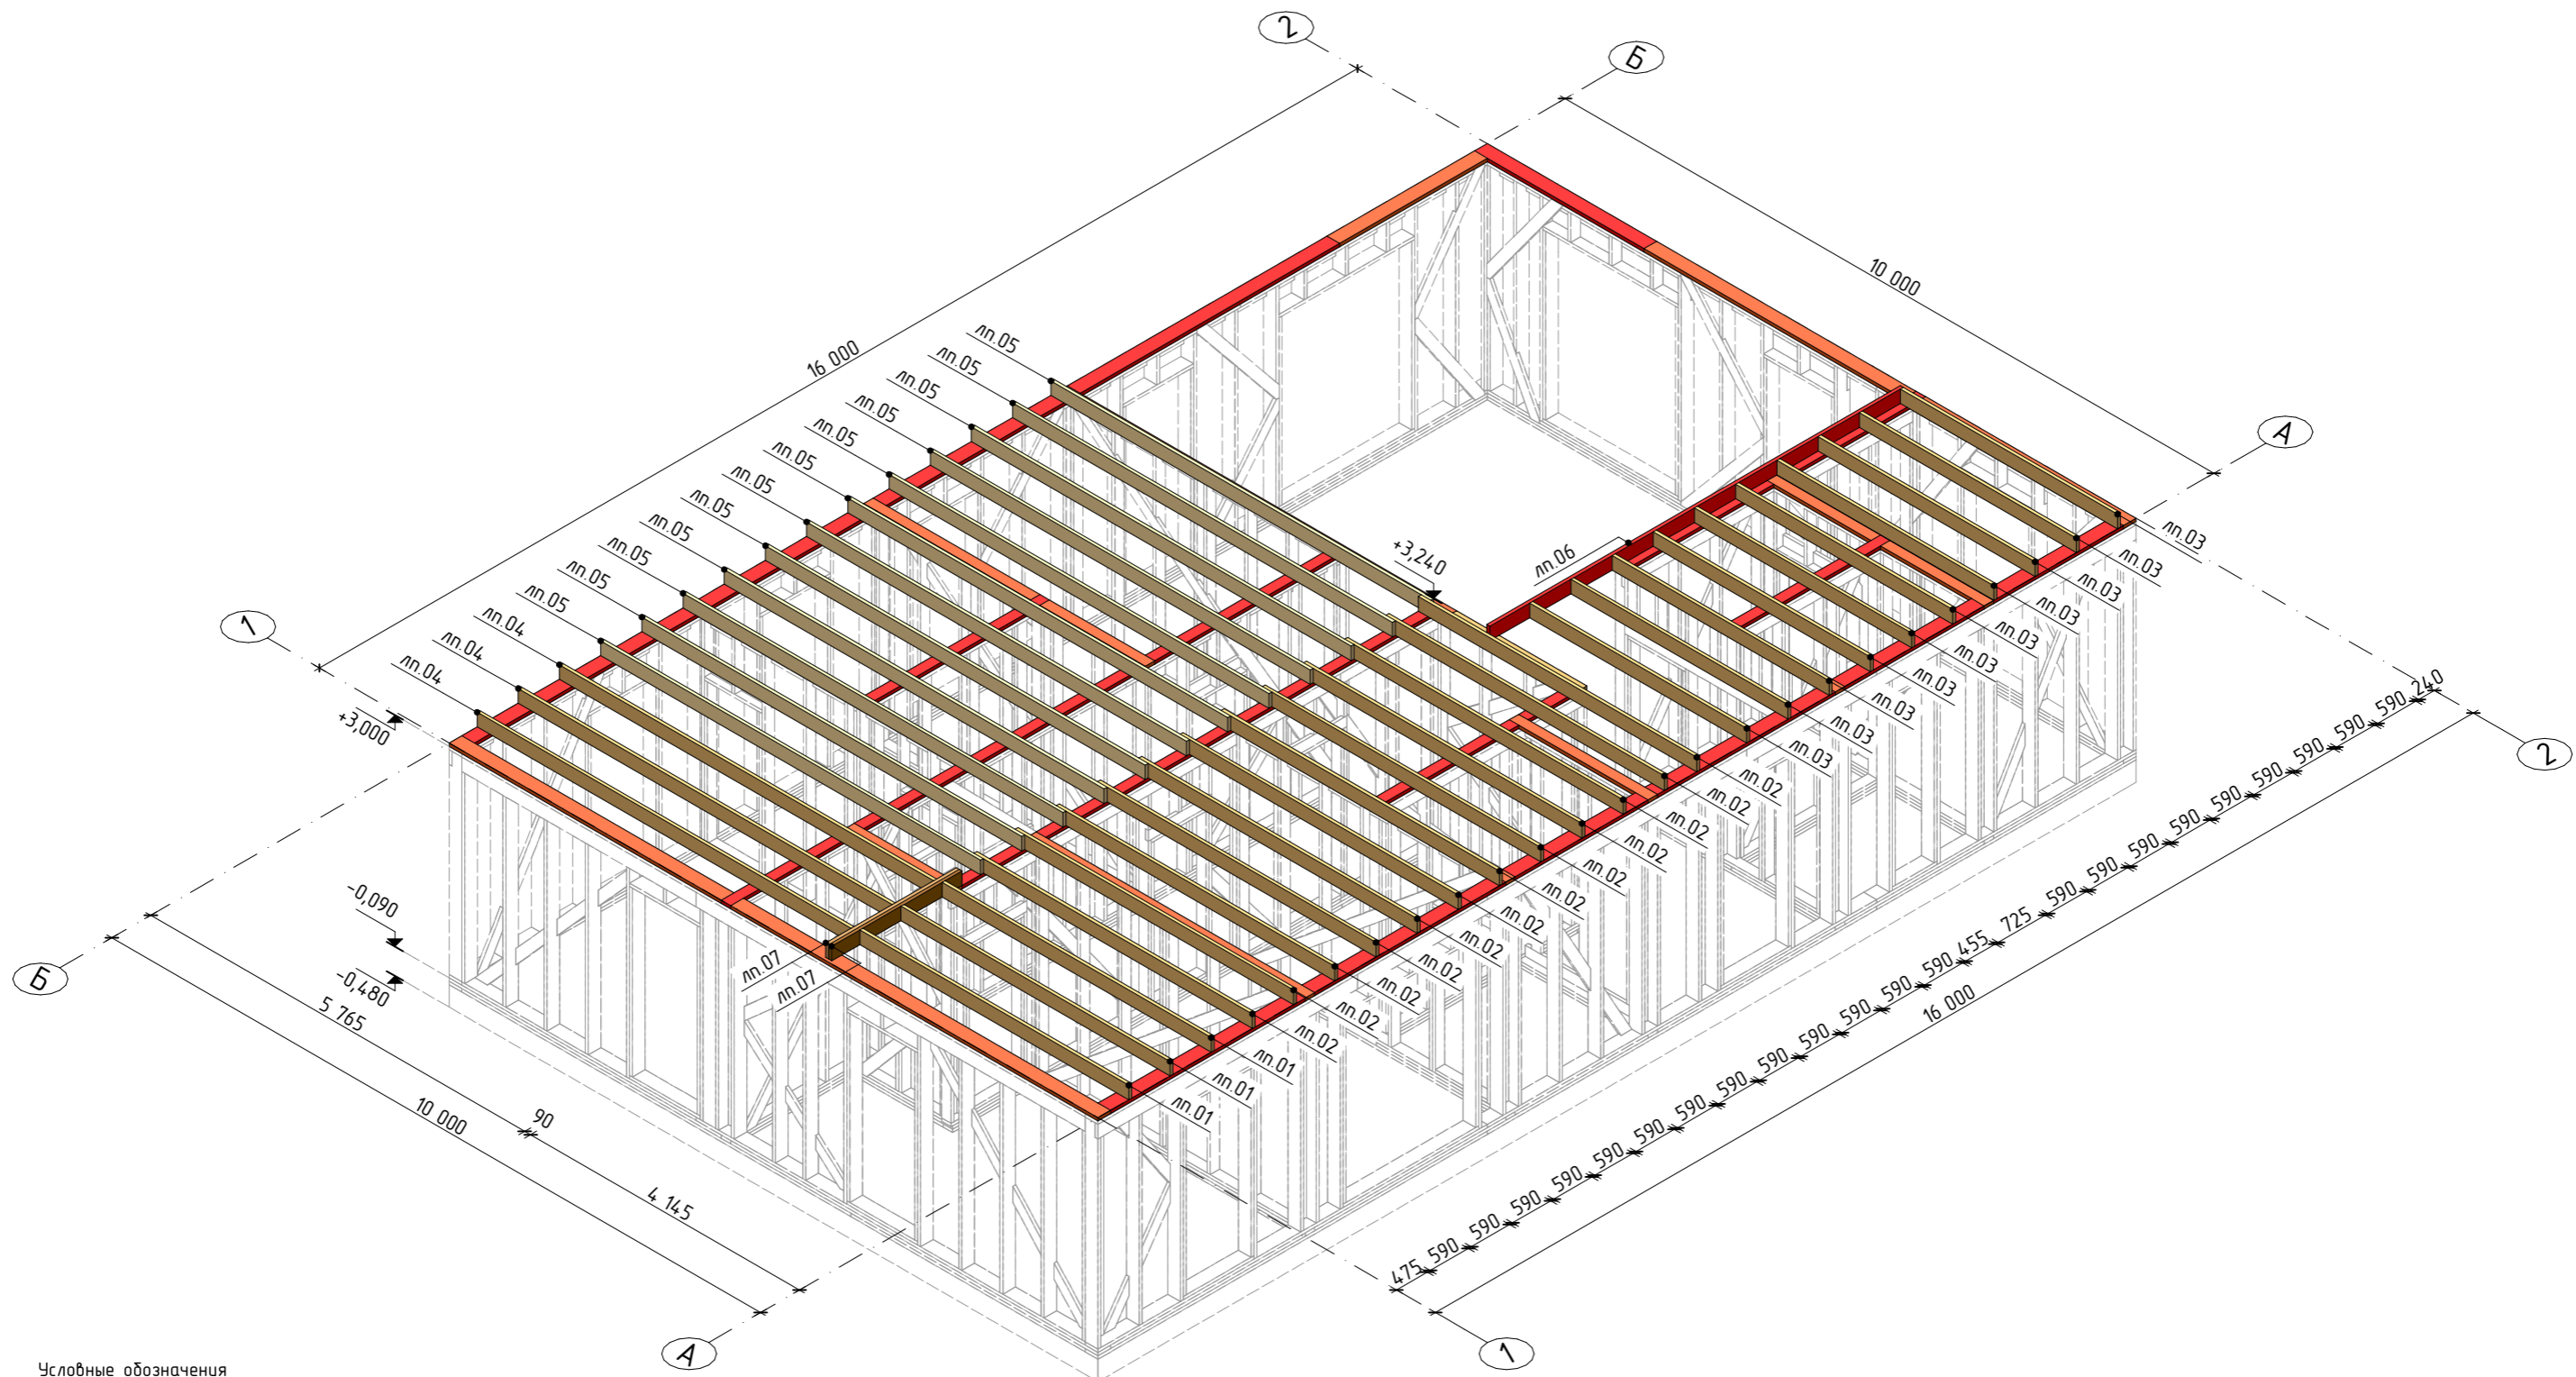 2
Б
10 000
16 000
А
лп.05
лп.05
лп.05
лп.05
лп.05
лп.05
лп.05
лп.05
лп.05
лп.05
лп.05
лп.05
лп.04
лп.04
лп.04
1
+3,000
+3,240
лп.06
лп.03
лп.03
лп.03
лп.03
лп.03
лп.03
лп.03
лп.03
лп.03
лп.03
лп.02
лп.02
лп.02
лп.02
лп.02
лп.02
лп.02
лп.02
лп.02
лп.02
лп.02
лп.02
лп.01
лп.01
лп.01
лп.07
лп.07
-0,090
-0,480
Б
5 765
90
4 145
10 000
А
475
590
590
590
590
590
590
590
590
590
590
590
590
590
455
725
590
590
590
590
590
590
590
590
590
240
16 000
2
1
Условные обозначения